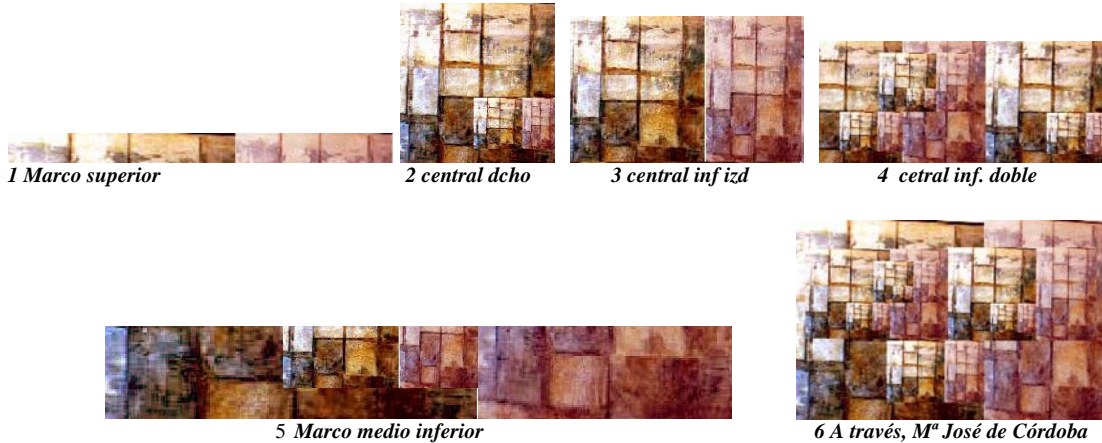 1 Marco superior
2 central dcho
3 central inf izd
4 cetral inf. doble
5 Marco medio inferior
6 A través, Mª José de Córdoba